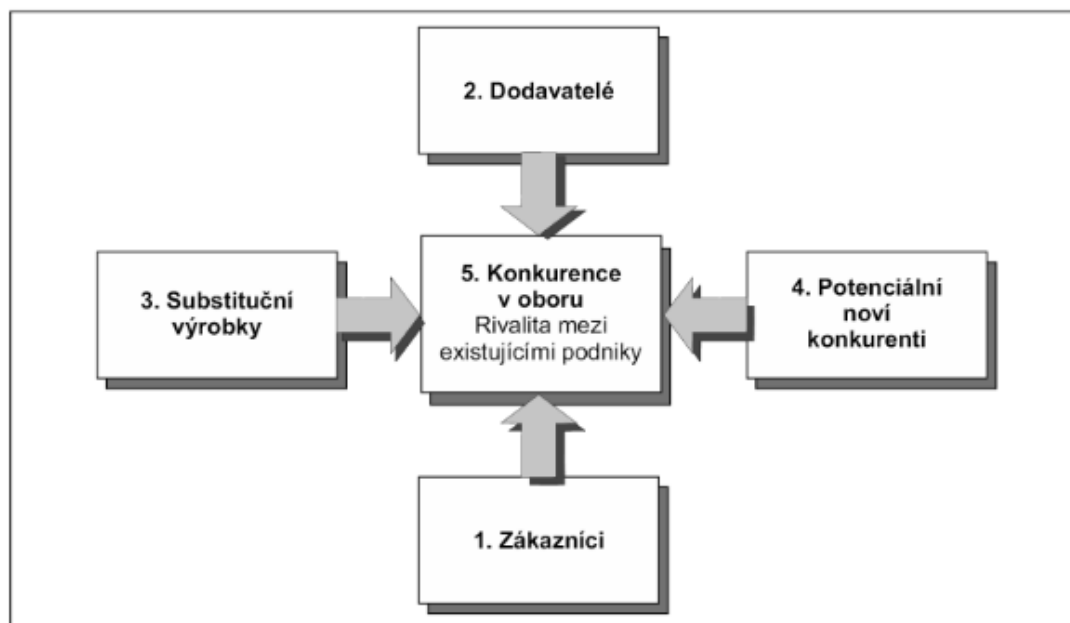 2. Dodavatelé
3. Substituční
výrobky
5. Konkurence
v oboru
Rivalita mezi
existujícími podniky
4. Potenciální
noví
konkurenti
1. Zákazníci